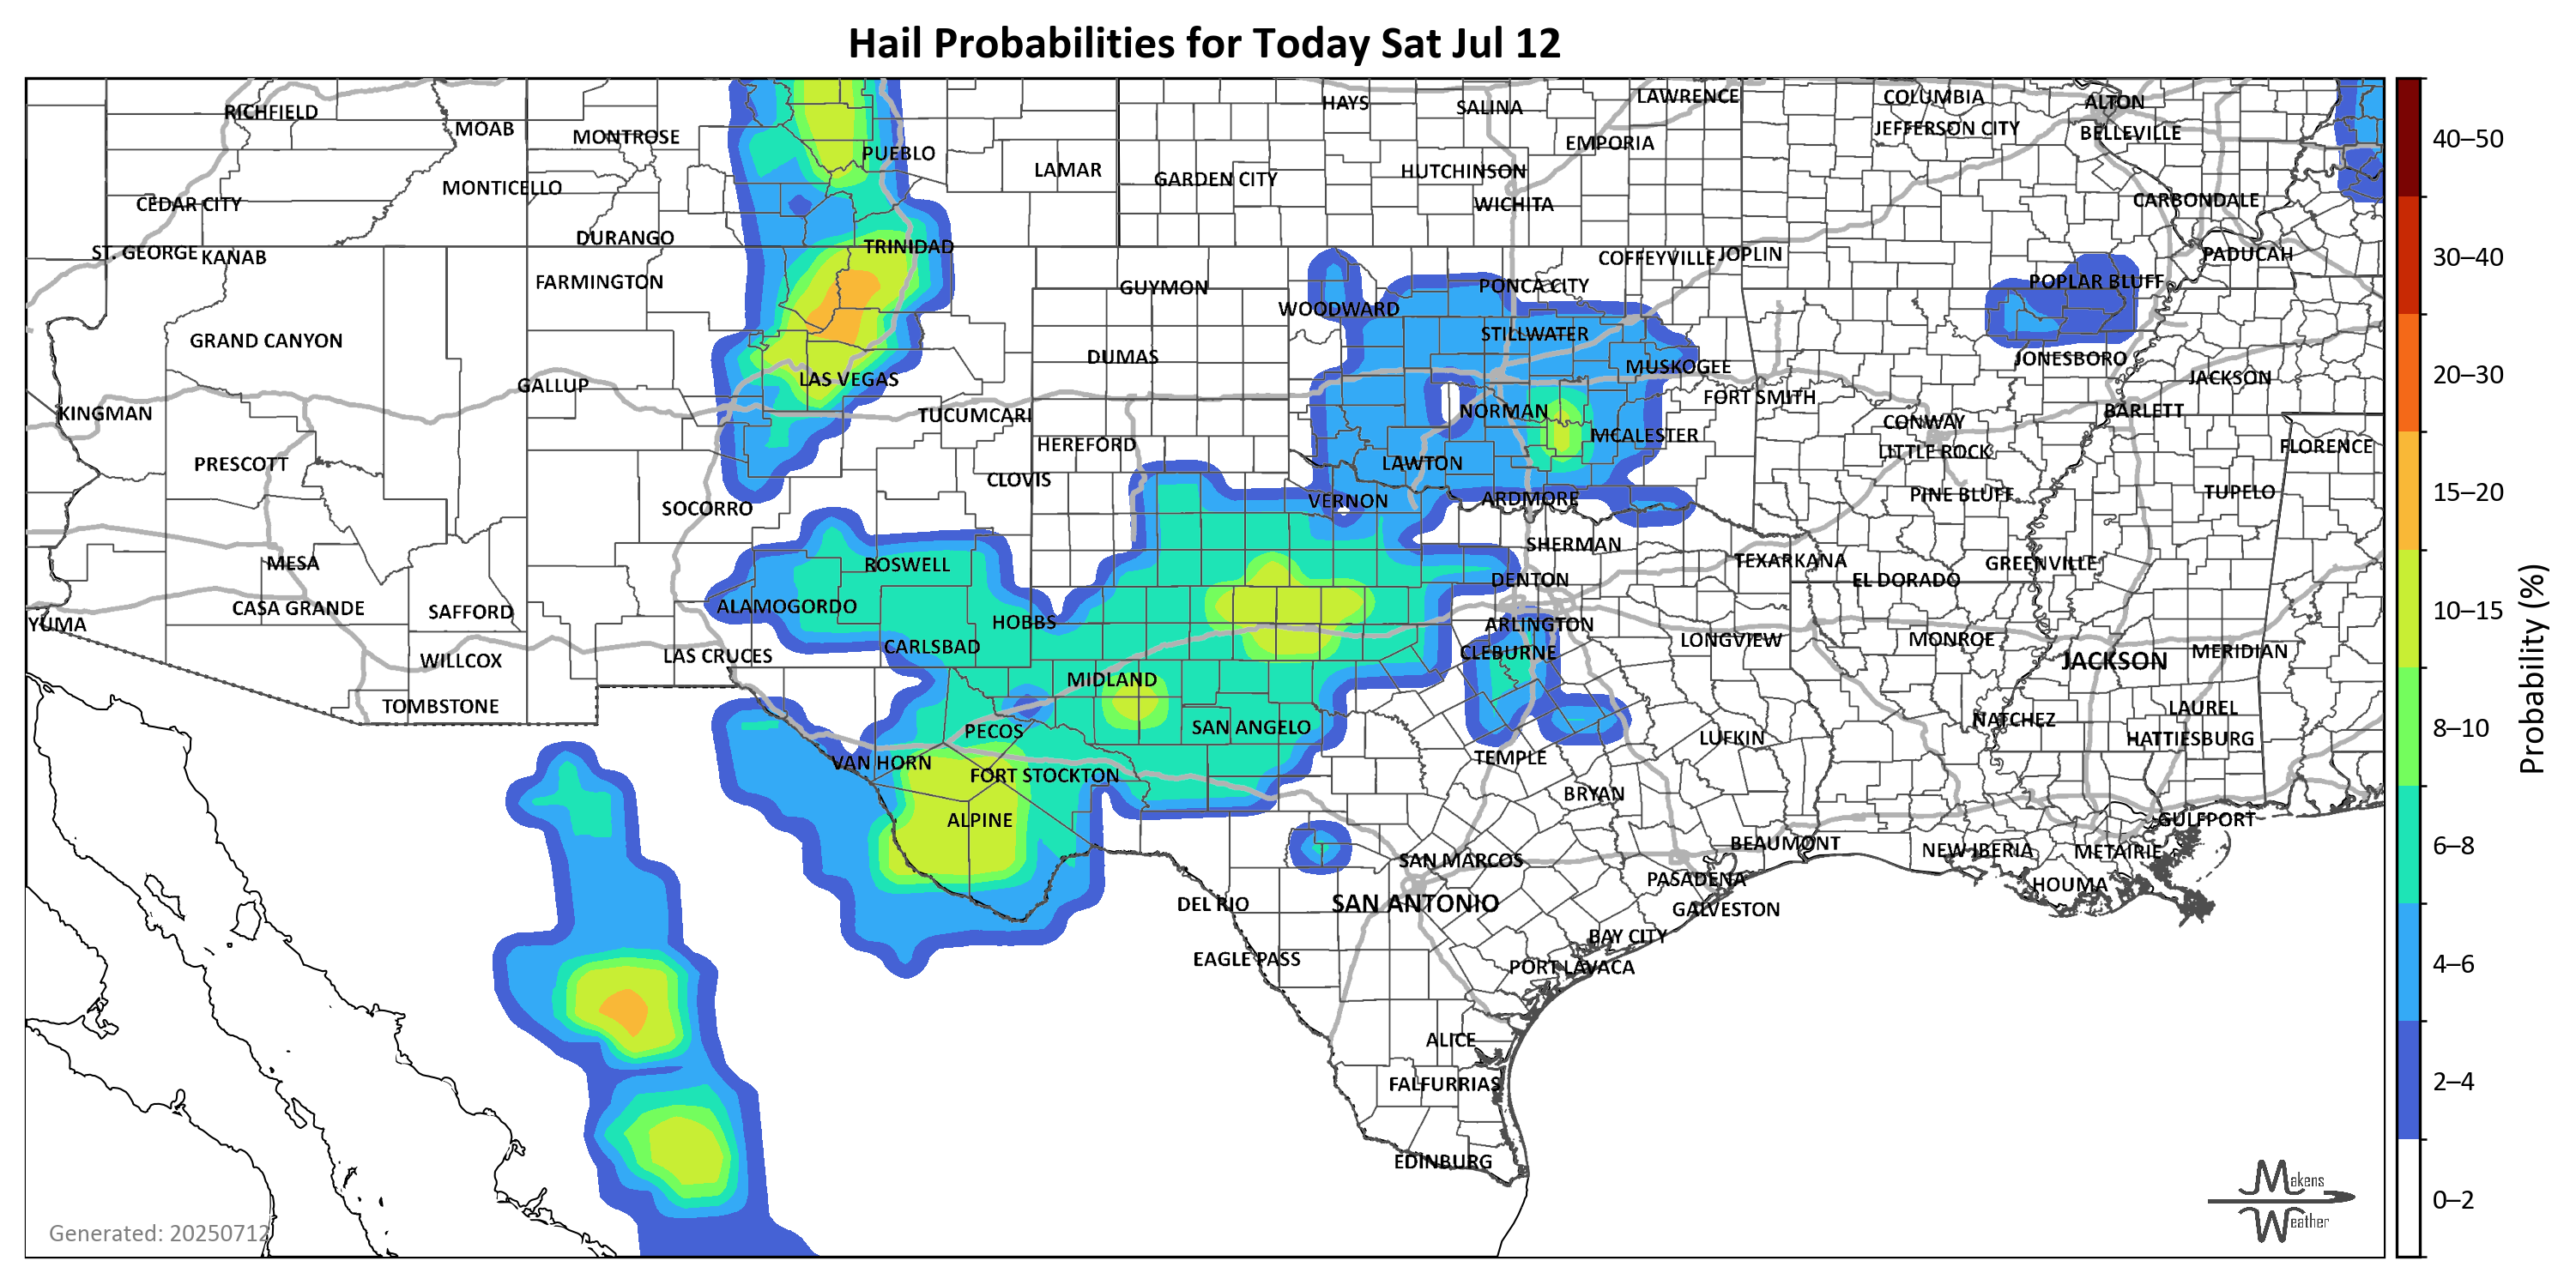 Hail Probabilities for Today Sat Jul 12
RICHFIELD
MOAB
MONTROSE
PUEBLO
LAMAR
HAYS
SALINA
LAWRENCE
COLUMBIA
ALTON
JEFFERSON CITY
BELLEVILLE
EMPORIA
GARDEN CITY
HUTCHINSON
MONTICELLO
CEDAR CITY
WICHITA
CARBONDALE
DURANGO
TRINIDAD
ST. GEORGE
KANAB
COFFEYVILLE
JOPLIN
PADUCAH
FARMINGTON
GUYMON
PONCA CITY
POPLAR BLUFF
WOODWARD
GRAND CANYON
STILLWATER
DUMAS
JONESBORO
MUSKOGEE
JACKSON
GALLUP
LAS VEGAS
FORT SMITH
KINGMAN
TUCUMCARI
NORMAN
BARLETT
CONWAY
HEREFORD
MCALESTER
LITTLE ROCK
FLORENCE
PRESCOTT
LAWTON
CLOVIS
SOCORRO
VERNON
ARDMORE
PINE BLUFF
TUPELO
SHERMAN
MESA
ROSWELL
TEXARKANA
GREENVILLE
DENTON
EL DORADO
CASA GRANDE
SAFFORD
ALAMOGORDO
YUMA
HOBBS
ARLINGTON
CARLSBAD
CLEBURNE
LONGVIEW
MONROE
WILLCOX
LAS CRUCES
JACKSON
MERIDIAN
MIDLAND
TOMBSTONE
PECOS
SAN ANGELO
NATCHEZ
LAUREL
LUFKIN
HATTIESBURG
VAN HORN
FORT STOCKTON
TEMPLE
BRYAN
ALPINE
GULFPORT
SAN MARCOS
BEAUMONT
NEW IBERIA
METAIRIE
PASADENA
HOUMA
DEL RIO
SAN ANTONIO
GALVESTON
BAY CITY
EAGLE PASS
PORT LAVACA
ALICE
FALFURRIAS
EDINBURG
Generated: 20250712
Makens
Weather
40–50
30–40
20–30
15–20
10–15
8–10
6–8
4–6
2–4
0–2
Probability (%)